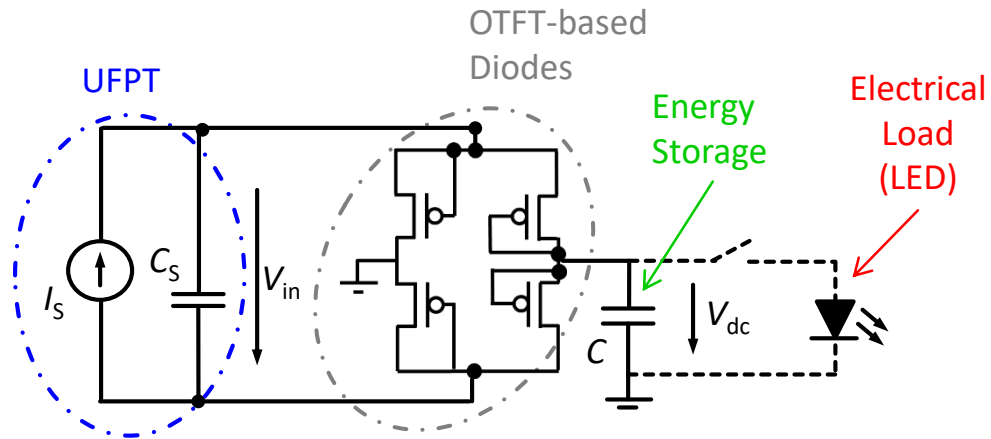 OTFT-based
Diodes
UFPT
Energy
Storage
Electrical
Load
(LED)
I_S
C_S
V_in
C
V_dc